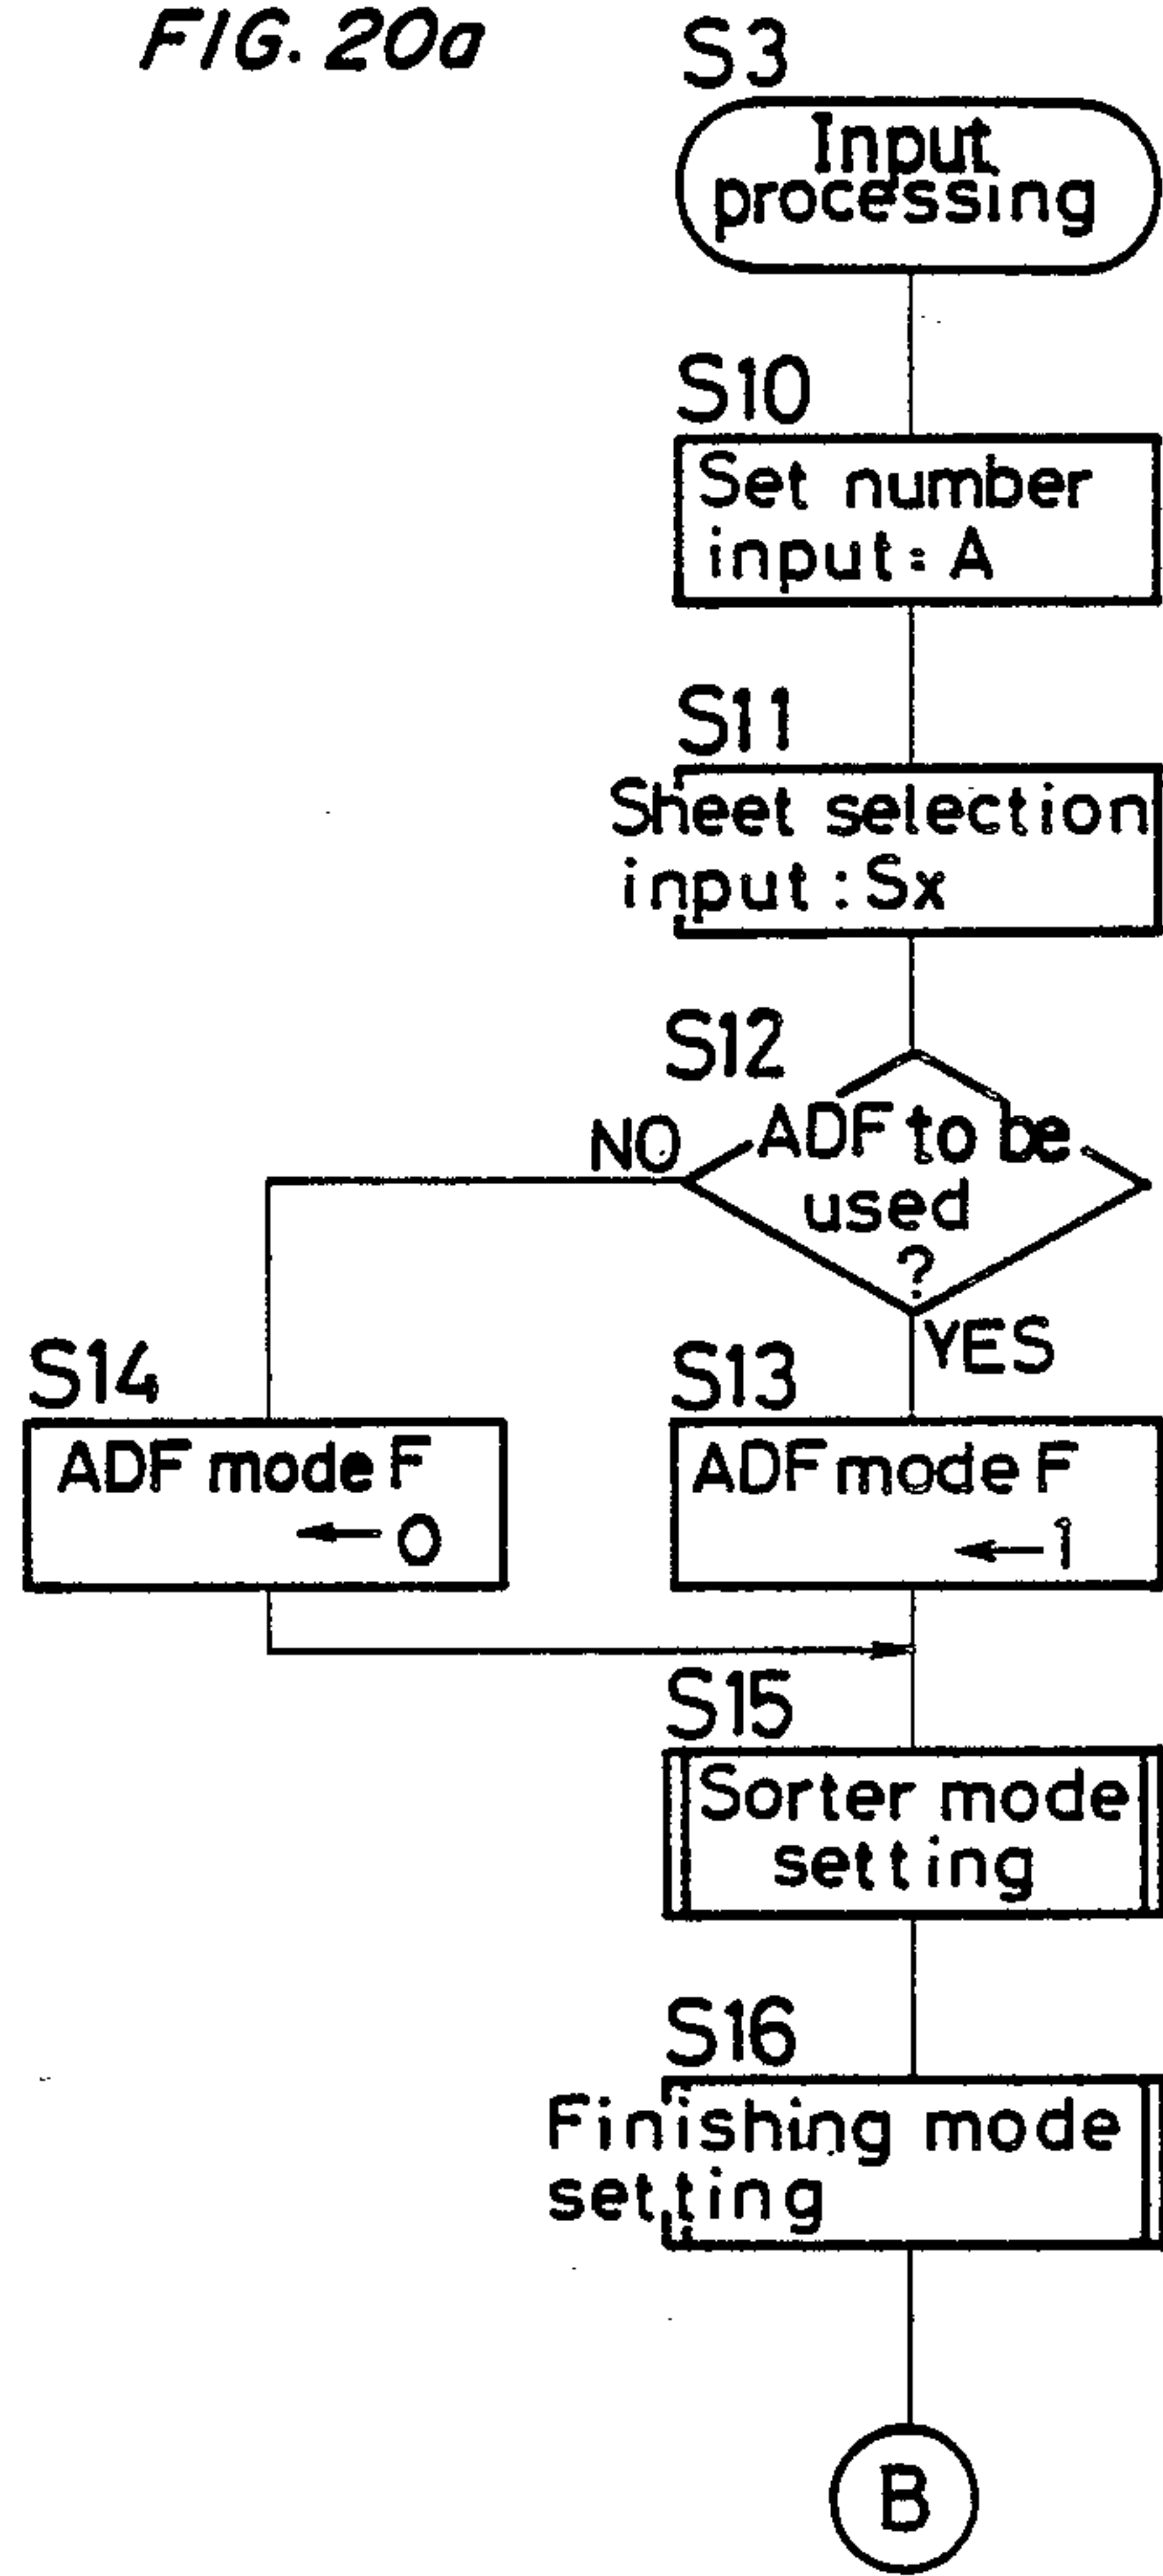 FIG. 20a
S3
Input
processing
S10
Set number
input: A
S11
Sheet selection
input: Sx
S12
NO
ADF to be
used
?
YES
S14
ADF mode F
← 0
S13
ADF mode F
← 1
S15
Sorter mode
setting
S16
Finishing mode
setting
B